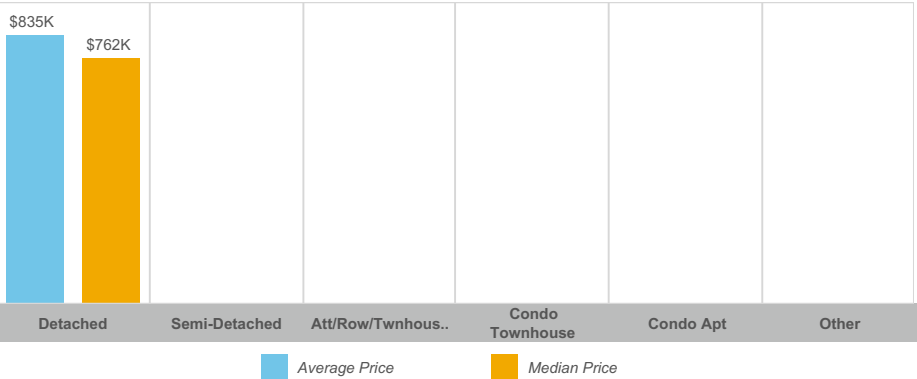 $835K
$762K
Detached
Semi-Detached
Att/Row/Twnhous..
Condo
Townhouse
Condo Apt
Other
Average Price
Median Price